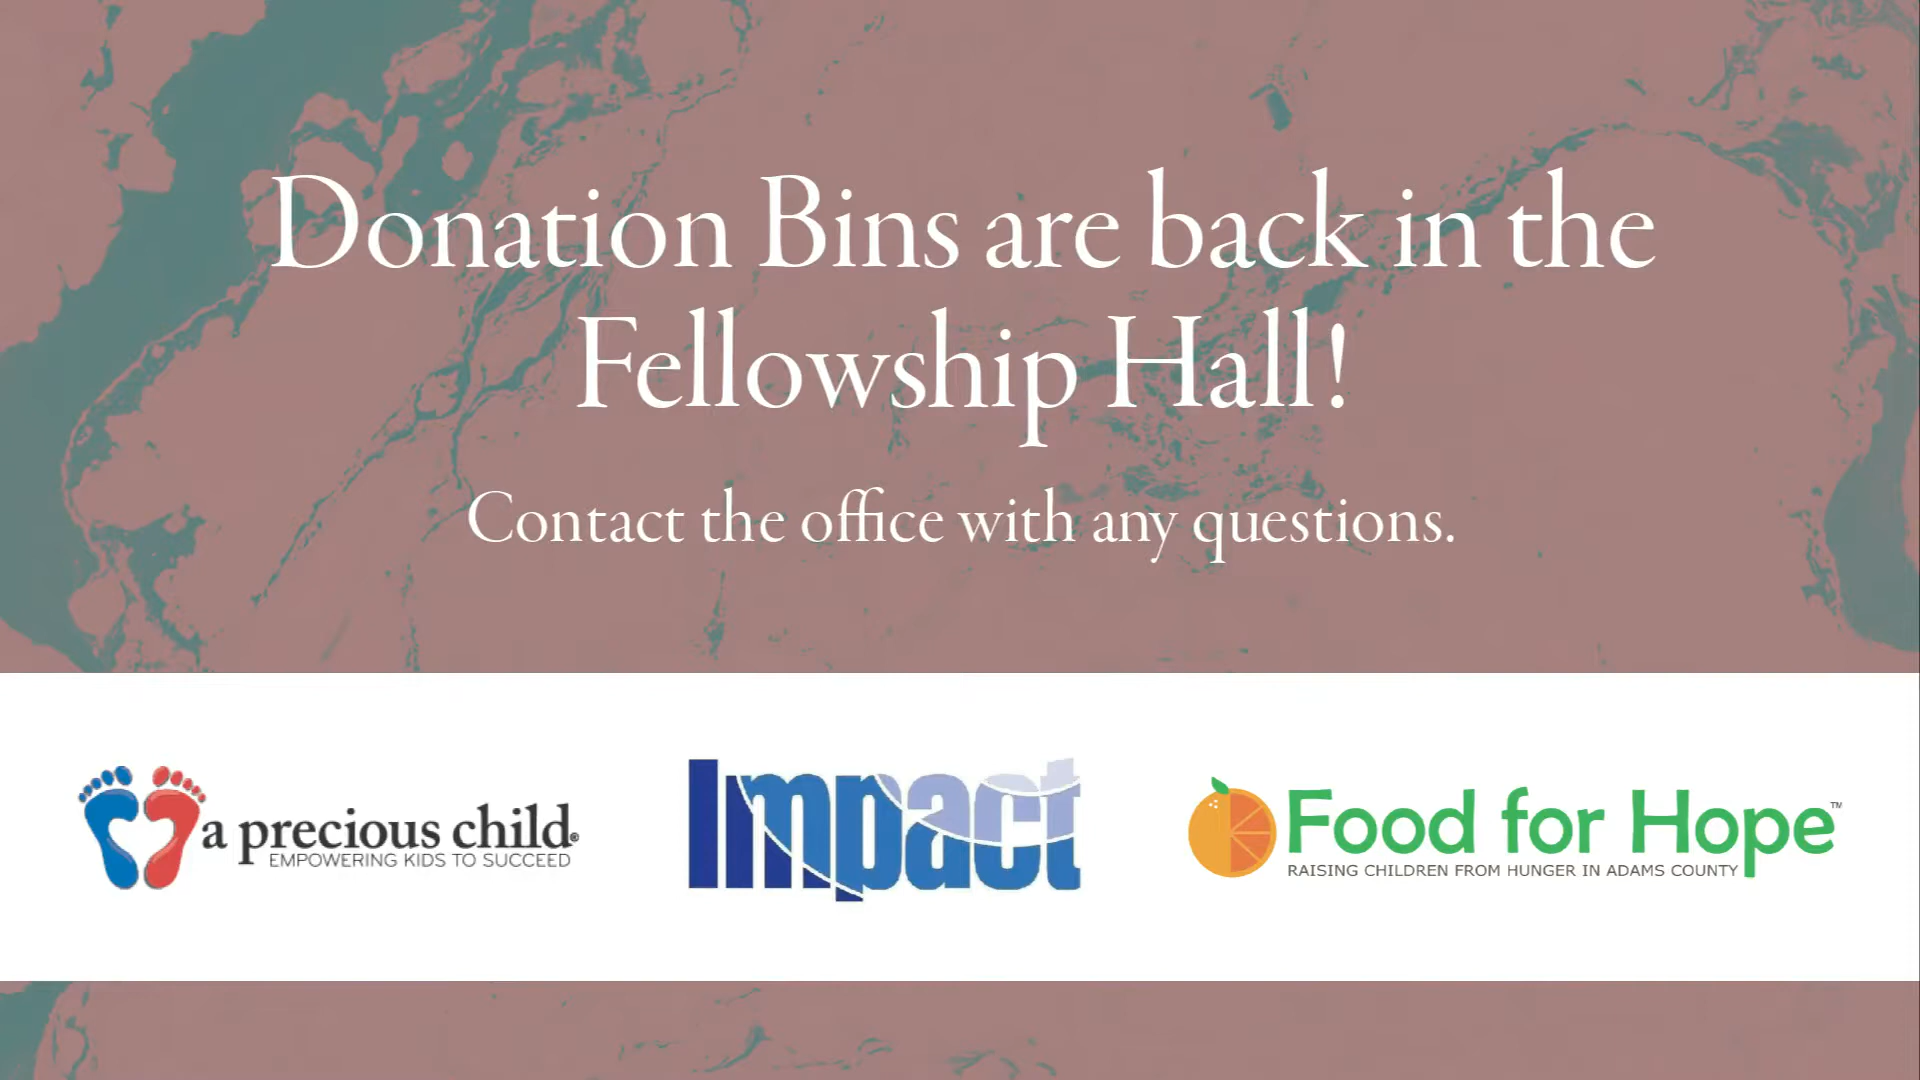 Donation Bins are back in the
Fellowship Hall!
Contact the office with any questions.
a precious child®
EMPOWERING KIDS TO SUCCEED
Impact
Food for Hope™
RAISING CHILDREN FROM HUNGER IN ADAMS COUNTY